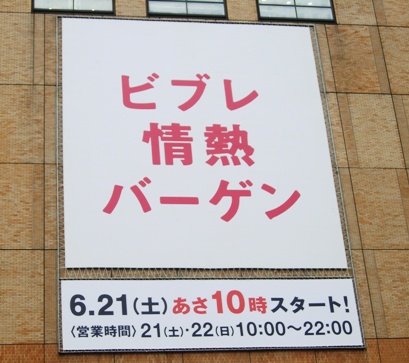 ビブレ
情熱
バーゲン
6.21(土)あさ10時スタート!
〈営業時間〉21(土)・22(日)10:00〜22:00